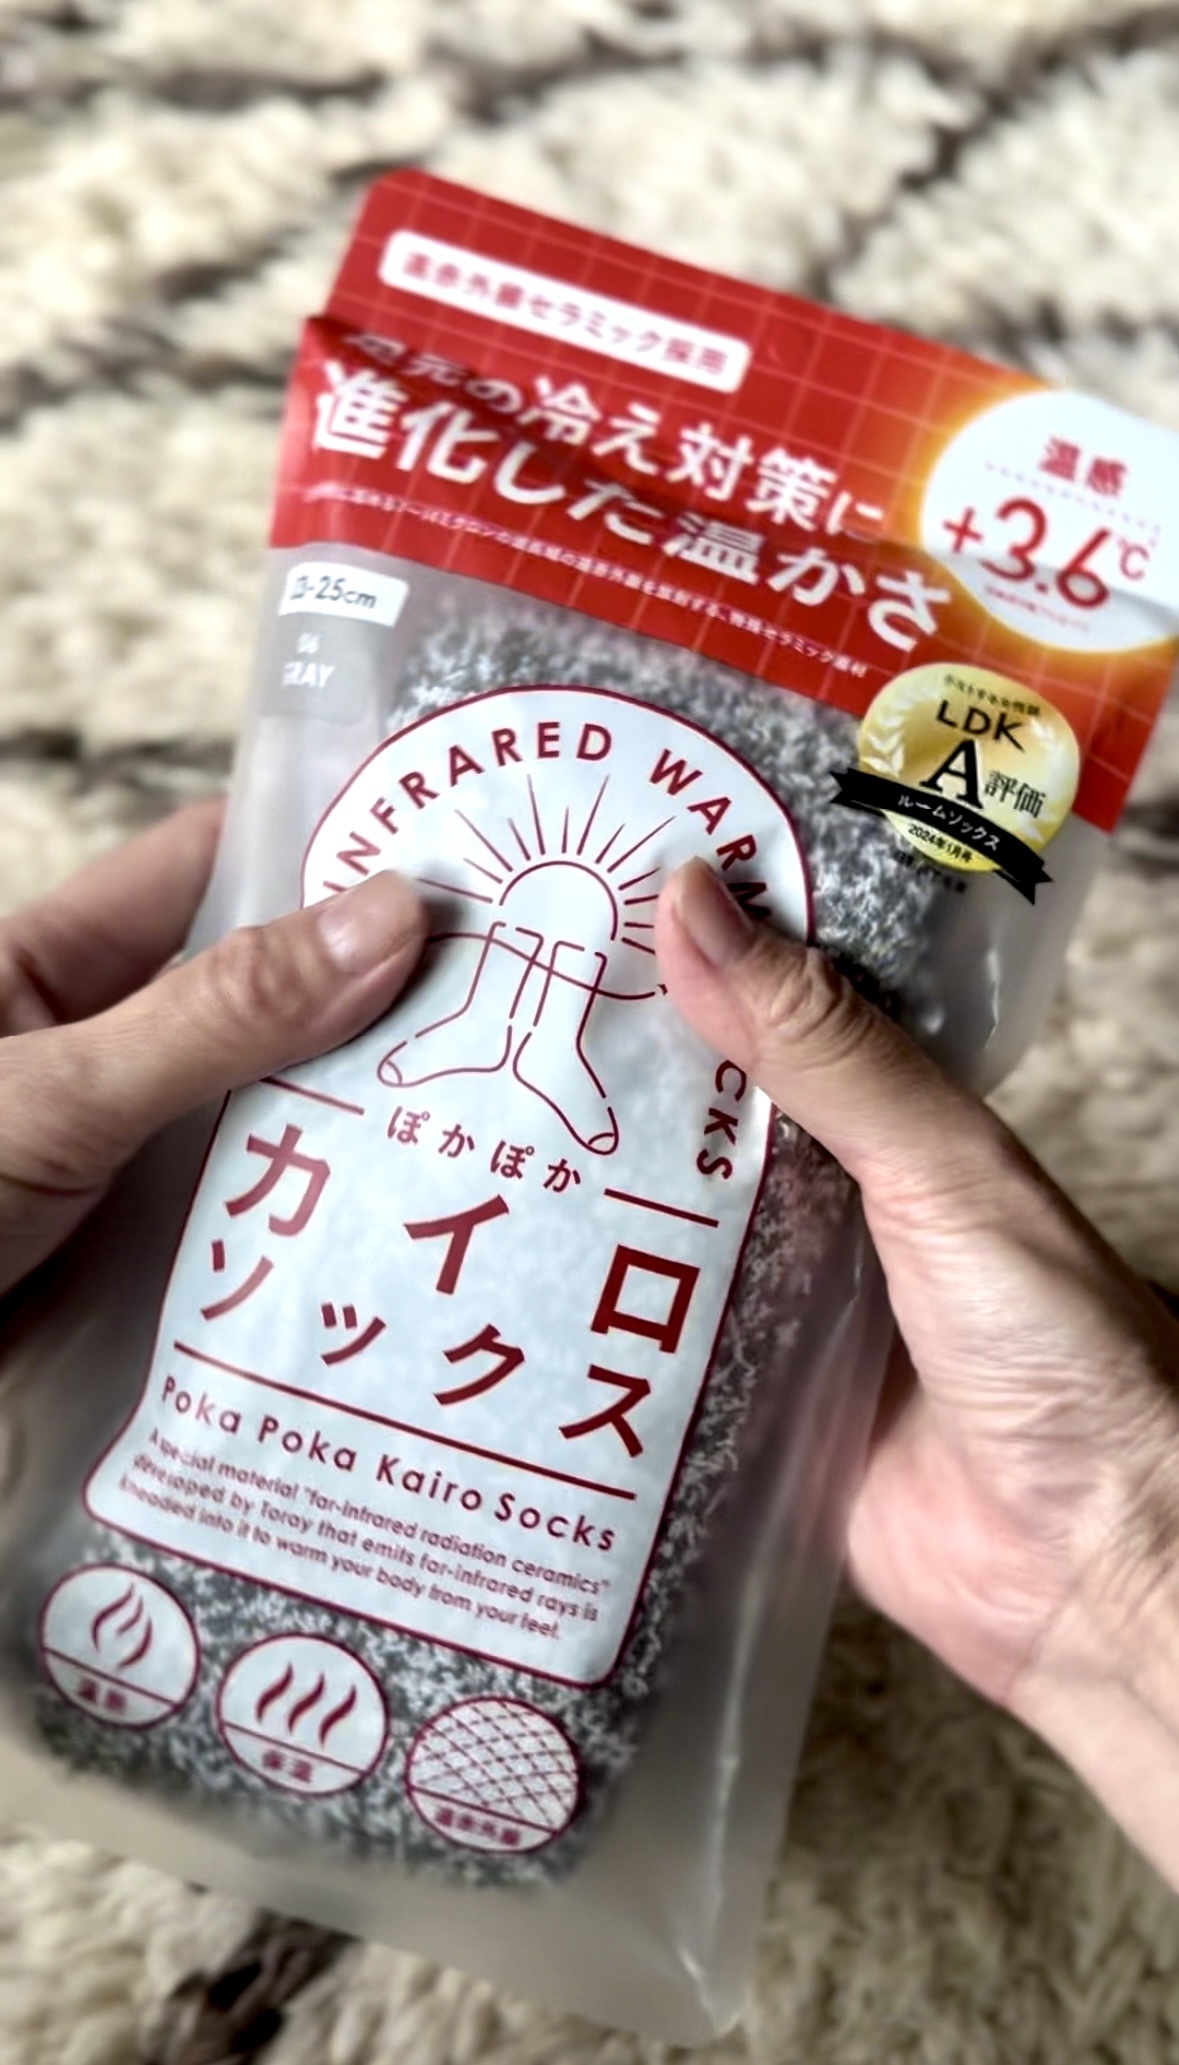 遠赤外線セラミック採用
足元の冷え対策に
進化した温かさ
温感
+3.6℃
-25cm
LDK
A評価
ルームソックス
2024年1月号
INFRARED WARM
CKS
ぽかぽか
カイロ
ソックス
Poka Poka Kairo Socks
A special material "far-infrared radiation ceramics"
developed by Toray that emits far-infrared rays is
kneaded into it to warm your body from your feet.
保温
遠赤外線